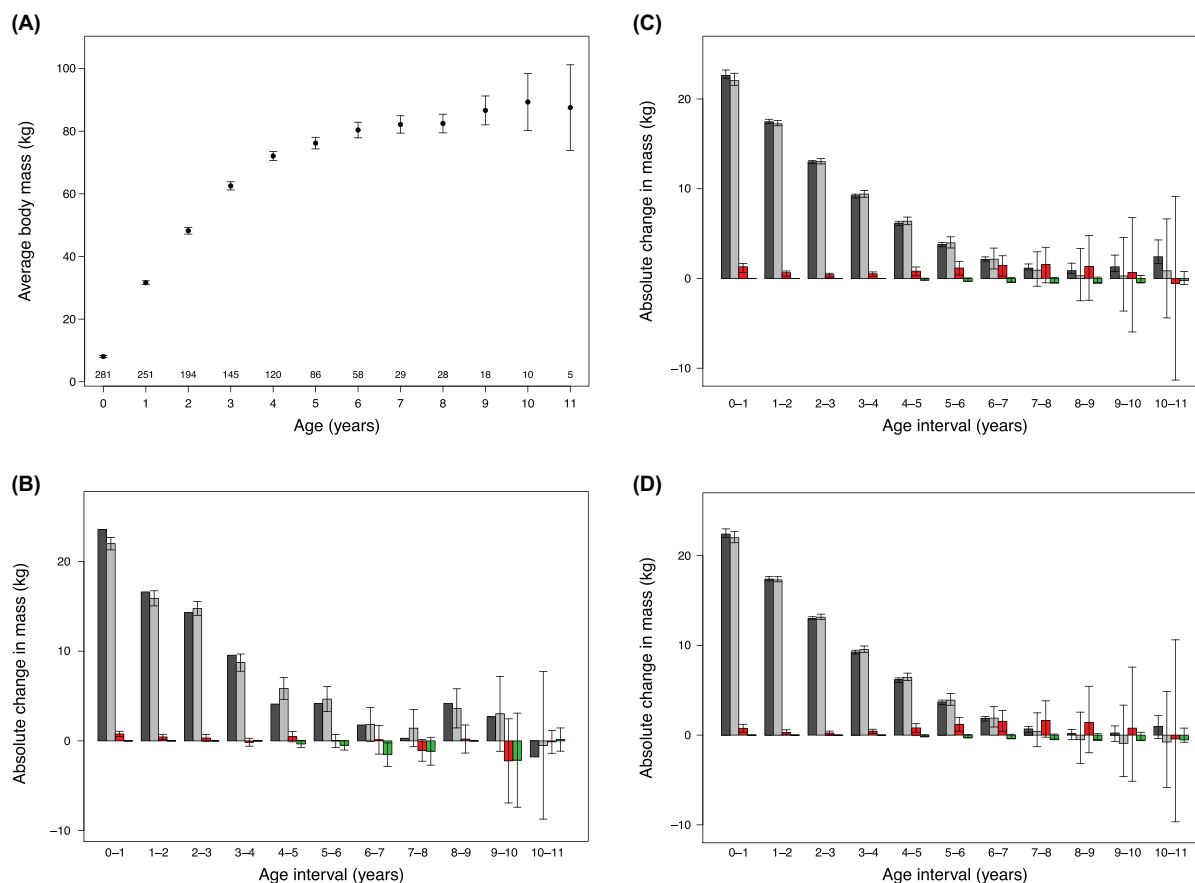 (A)
Average body mass (kg)
100
80
60
40
20
0
281 251 194 145 120 86 58 29 28 18 10 5
0 1 2 3 4 5 6 7 8 9 10 11
Age (years)
(B)
Absolute change in mass (kg)
20
10
0
−10
0–1 1–2 2–3 3–4 4–5 5–6 6–7 7–8 8–9 9–10 10–11
Age interval (years)
(C)
Absolute change in mass (kg)
20
10
0
−10
0–1 1–2 2–3 3–4 4–5 5–6 6–7 7–8 8–9 9–10 10–11
Age interval (years)
(D)
Absolute change in mass (kg)
20
10
0
−10
0–1 1–2 2–3 3–4 4–5 5–6 6–7 7–8 8–9 9–10 10–11
Age interval (years)